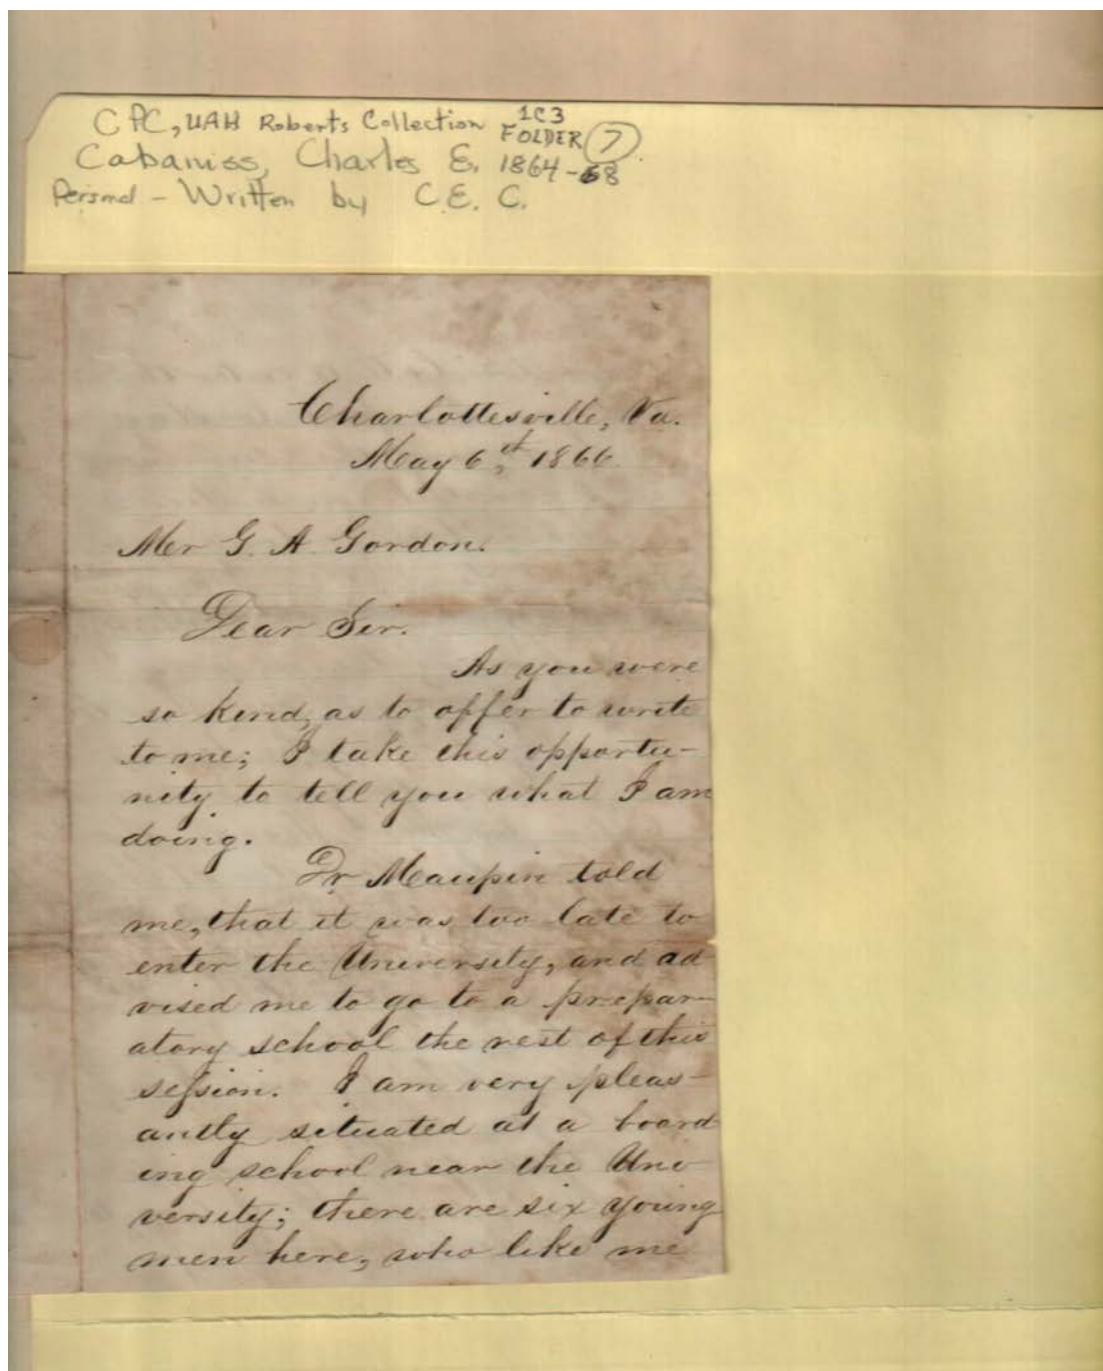 CPC, UAH Roberts Collection 1C3
FOLDER 7
Cabaniss, Charles E. 1864-68
Personal - Written by C.E.C.
Charlottesville, Va.
May 6th, 1866
Mer G. A. Gordon.
Dear Sir.
As you were
so kind, as to offer to write
to me; I take this opportu-
nity to tell you what I am
doing.
Dr Maupin told
me, that it was too late to
enter the University, and ad
vised me to go to a prepar-
atory school the rest of this
session. I am very pleas-
antly situated at a board
ing school near the Uni
versity; there are six young
men here, who like me